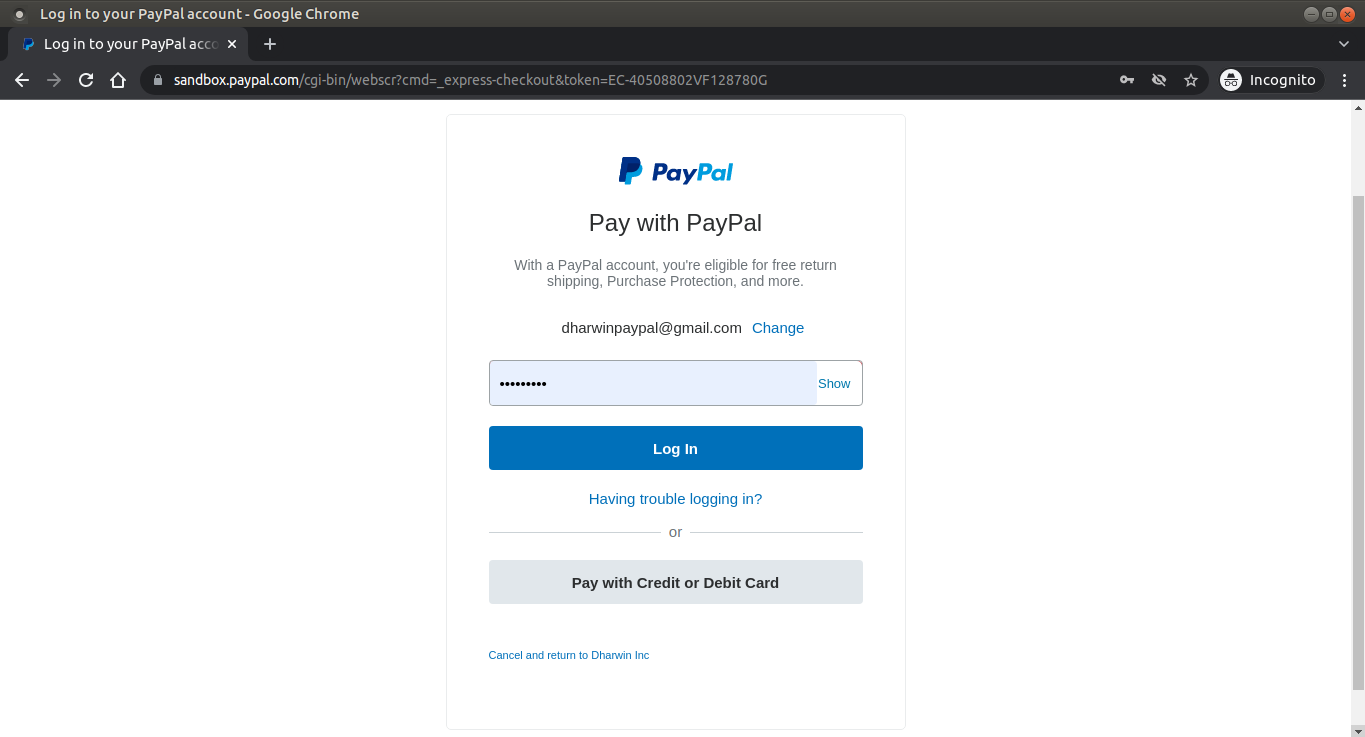 Log in to your PayPal account - Google Chrome
Log in to your PayPal acco
sandbox.paypal.com/cgi-bin/webscr?cmd=_express-checkout&token=EC-40508802VF128780G
Incognito
PayPal
Pay with PayPal
With a PayPal account, you're eligible for free return
shipping, Purchase Protection, and more.
dharwinpaypal@gmail.com Change
•••••••••
Show
Log In
Having trouble logging in?
or
Pay with Credit or Debit Card
Cancel and return to Dharwin Inc